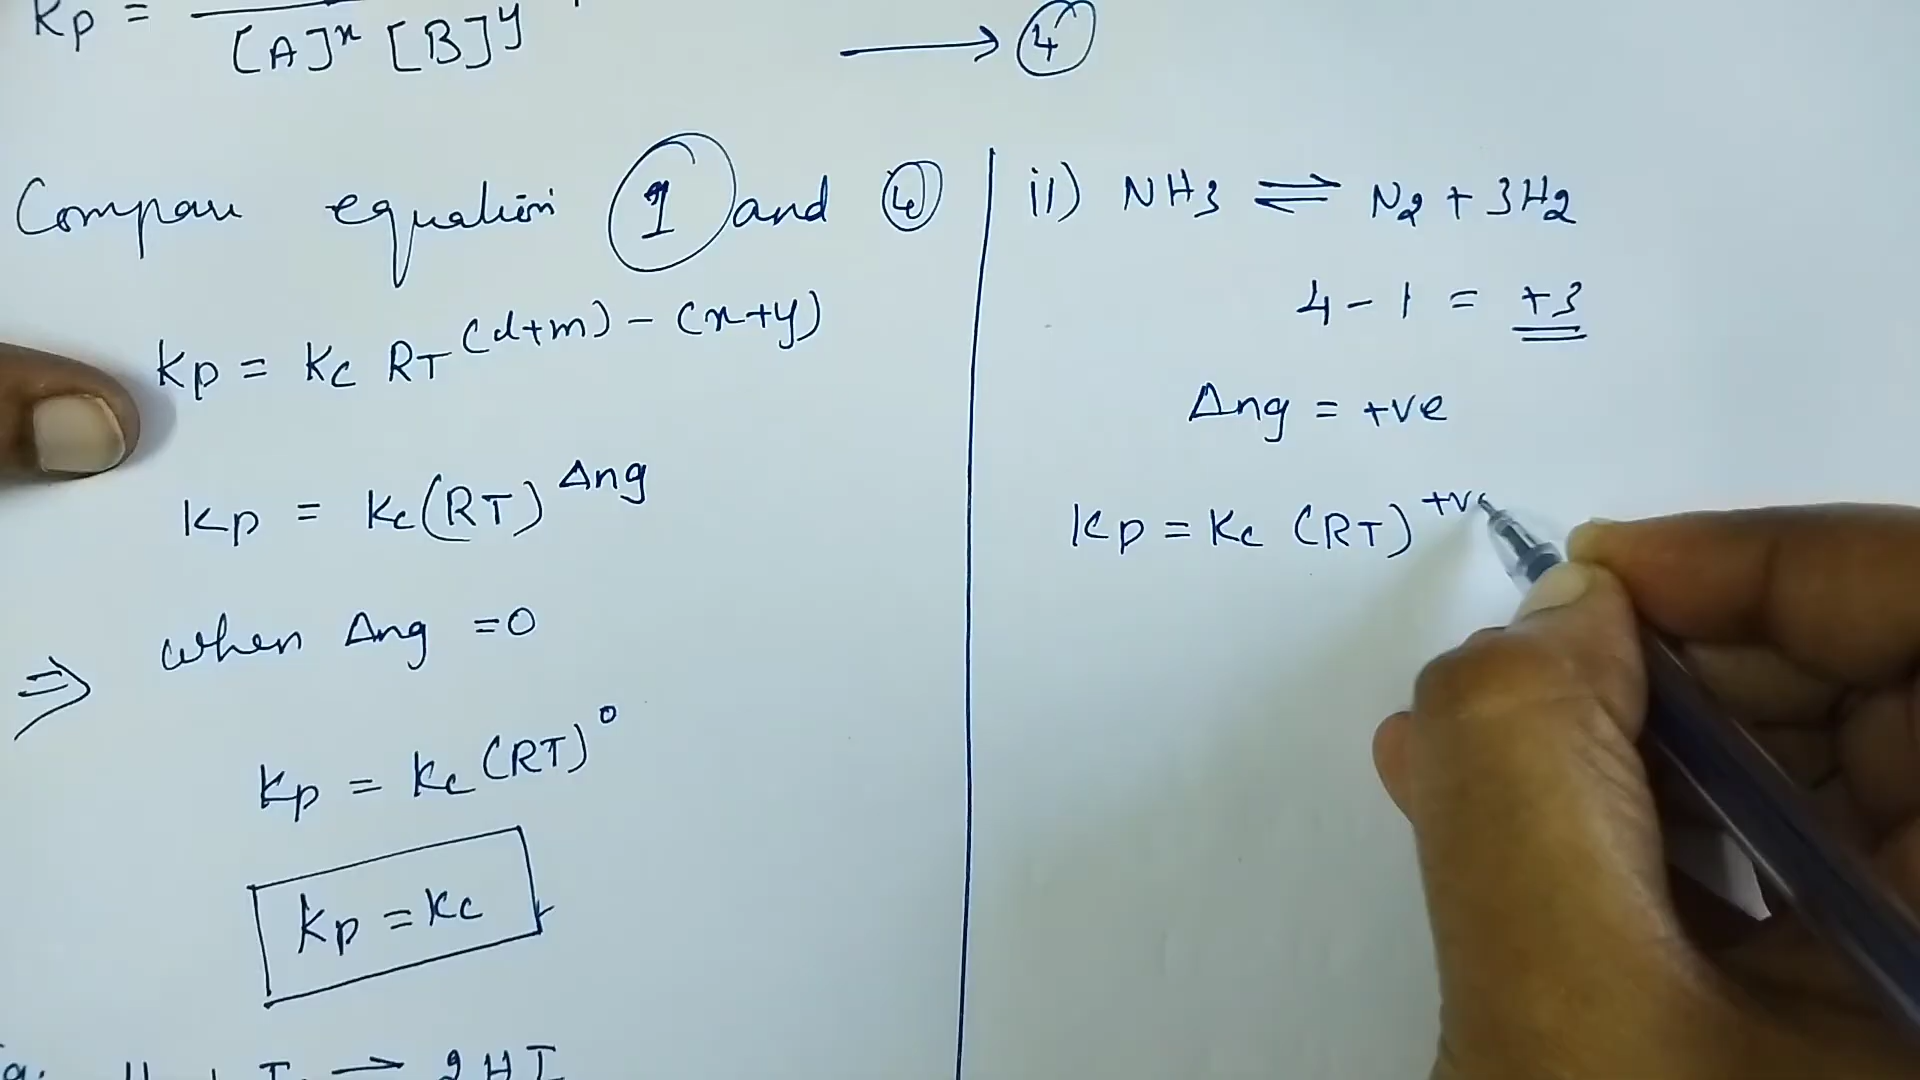 Kp =
[A]^x [B]^y
→ ④
Compare equation ① and ④
Kp = Kc RT^(d+m) - (x+y)
Kp = Kc (RT)^Δng
⇒ when Δng = 0
Kp = Kc (RT)^0
Kp = Kc
→ 2HI
ii) NH3 ⇌ N2 + 3H2
4 - 1 = +3
Δng = +ve
Kp = Kc (RT)^+ve